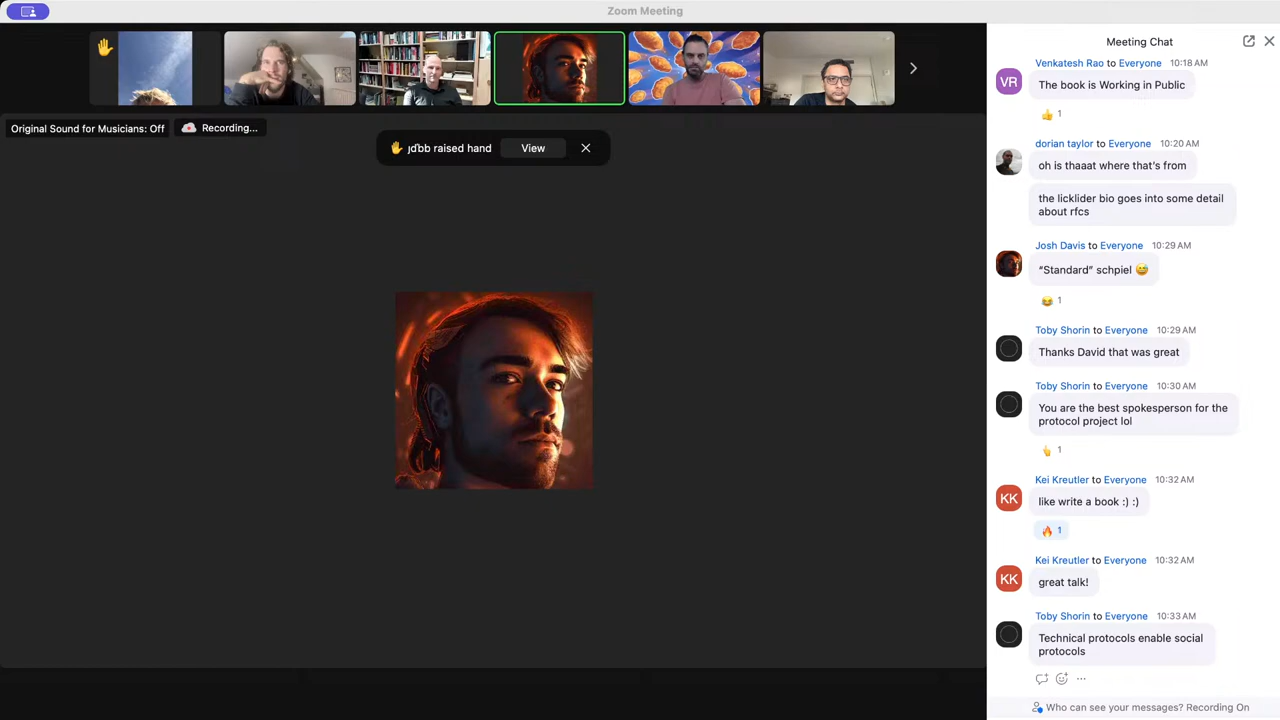 Zoom Meeting
Original Sound for Musicians: Off
Recording...
View
raised hand
Meeting Chat
Venkatesh Rao to Everyone 10:18 AM
VR
The book is Working in Public
👍 1
dorian taylor to Everyone 10:20 AM
oh is thaaat where that's from
the licklider bio goes into some detail
about rfcs
Josh Davis to Everyone 10:29 AM
“Standard” schpiel 😅
😂 1
Toby Shorin to Everyone 10:29 AM
Thanks David that was great
Toby Shorin to Everyone 10:30 AM
You are the best spokesperson for the
protocol project lol
👆 1
Kei Kreutler to Everyone 10:32 AM
KK
like write a book :) :)
🔥 1
Kei Kreutler to Everyone 10:32 AM
KK
great talk!
Toby Shorin to Everyone 10:33 AM
Technical protocols enable social
protocols
Who can see your messages? Recording On